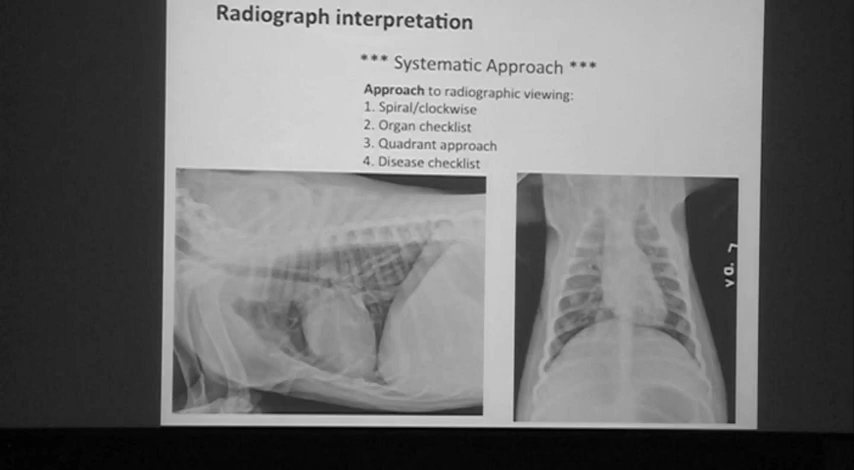 Radiograph interpretation
*** Systematic Approach ***
Approach to radiographic viewing:
1. Spiral/clockwise
2. Organ checklist
3. Quadrant approach
4. Disease checklist